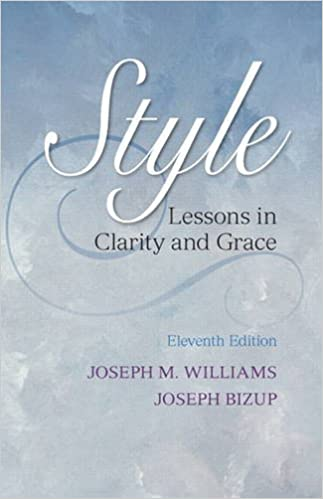 Style
Lessons in
Clarity and Grace
Eleventh Edition
JOSEPH M. WILLIAMS
JOSEPH BIZUP